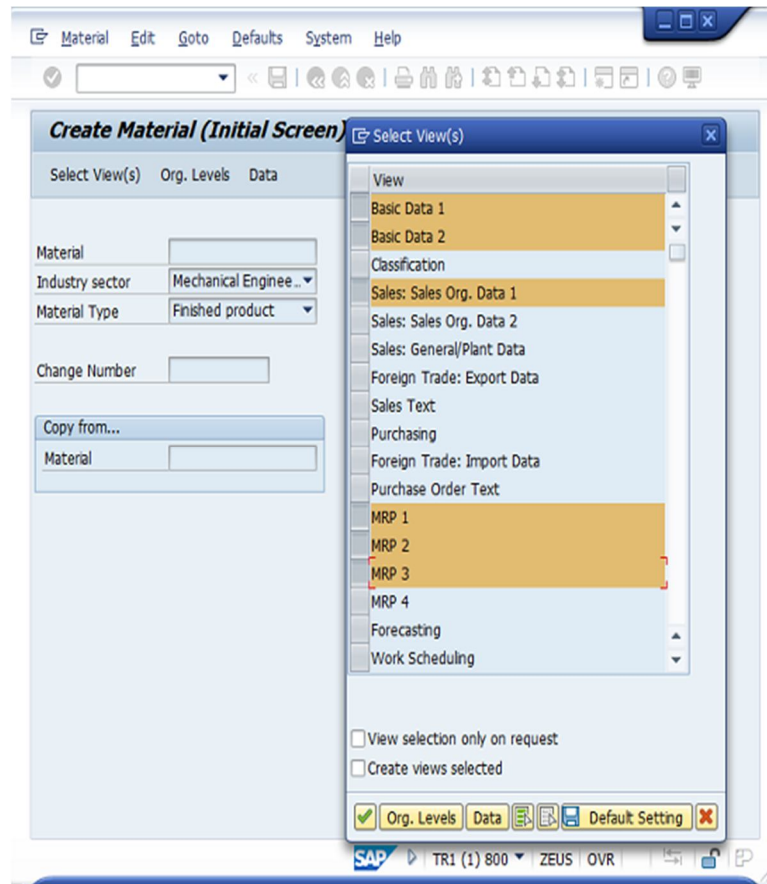 Material Edit Goto Defaults System Help
Create Material (Initial Screen)
Select View(s) Org. Levels Data
Material
Industry sector Mechanical Enginee..
Material Type Finished product
Change Number
Copy from...
Material
Select View(s)
View
Basic Data 1
Basic Data 2
Classification
Sales: Sales Org. Data 1
Sales: Sales Org. Data 2
Sales: General/Plant Data
Foreign Trade: Export Data
Sales Text
Purchasing
Foreign Trade: Import Data
Purchase Order Text
MRP 1
MRP 2
MRP 3
MRP 4
Forecasting
Work Scheduling
View selection only on request
Create views selected
Org. Levels Data Default Setting
SAP TR1 (1) 800 ZEUS OVR